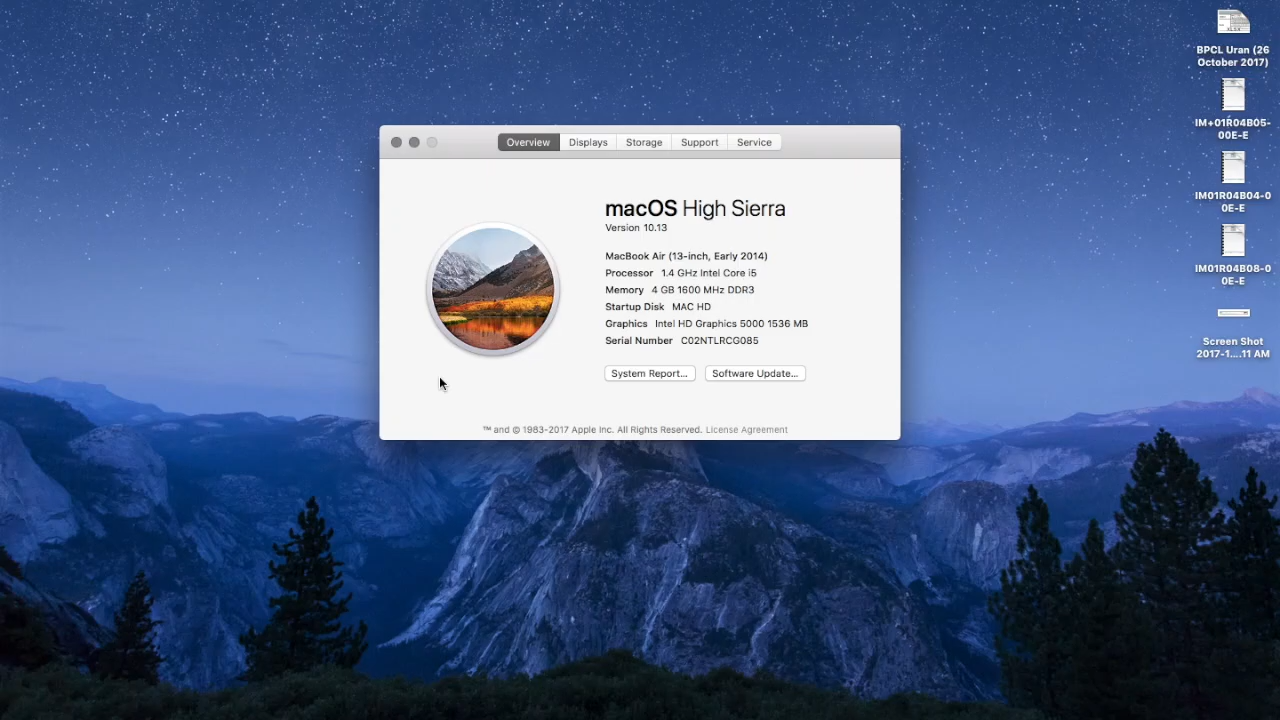 Overview Displays Storage Support Service
macOS High Sierra
Version 10.13
MacBook Air (13-inch, Early 2014)
Processor 1.4 GHz Intel Core i5
Memory 4 GB 1600 MHz DDR3
Startup Disk MAC HD
Graphics Intel HD Graphics 5000 1536 MB
Serial Number C02NTLRCG085
System Report... Software Update...
™ and © 1983-2017 Apple Inc. All Rights Reserved. License Agreement
BPCL Uran (26
October 2017)
IM+01R04B05-
00E-E
IM01R04B04-0
0E-E
IM01R04B08-0
0E-E
Screen Shot
2017-1....11 AM